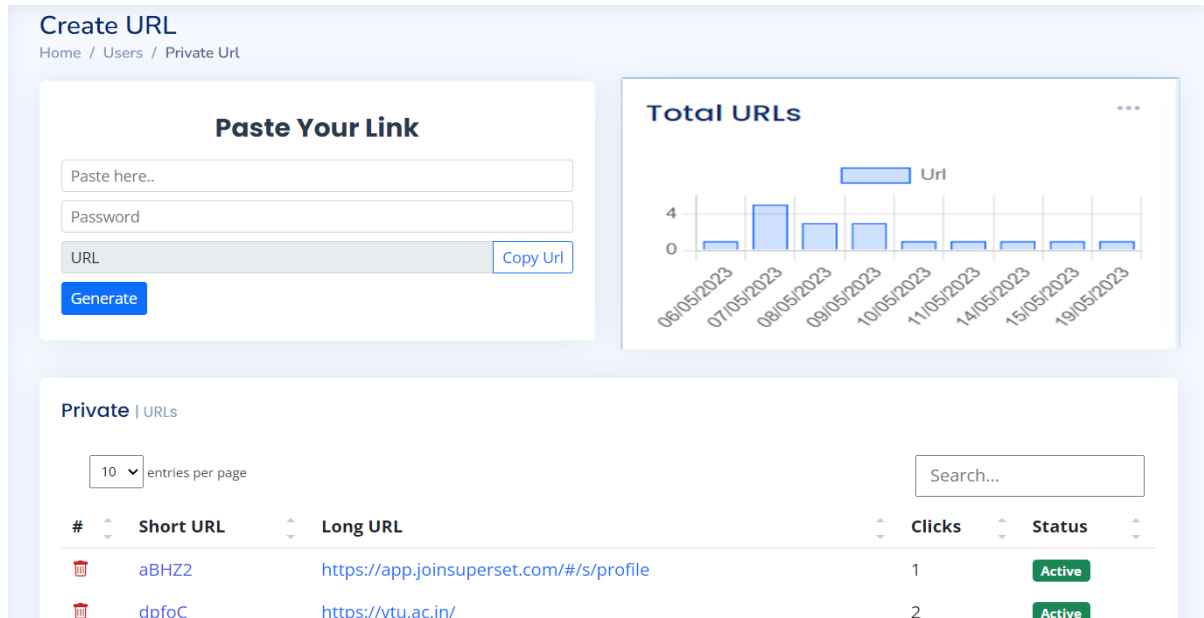 Create URL
Home / Users / Private Url
Paste Your Link
Paste here..
Password
URL Copy Url
Generate
Total URLs
Url
4
0
06/05/2023 07/05/2023 08/05/2023 09/05/2023 10/05/2023 11/05/2023 14/05/2023 15/05/2023 19/05/2023
Private | URLs
10 entries per page
Search...
# Short URL Long URL Clicks Status
aBHZ2 https://app.joinsuperset.com/#/s/profile 1 Active
dpfoC https://vtu.ac.in/ 2 Active